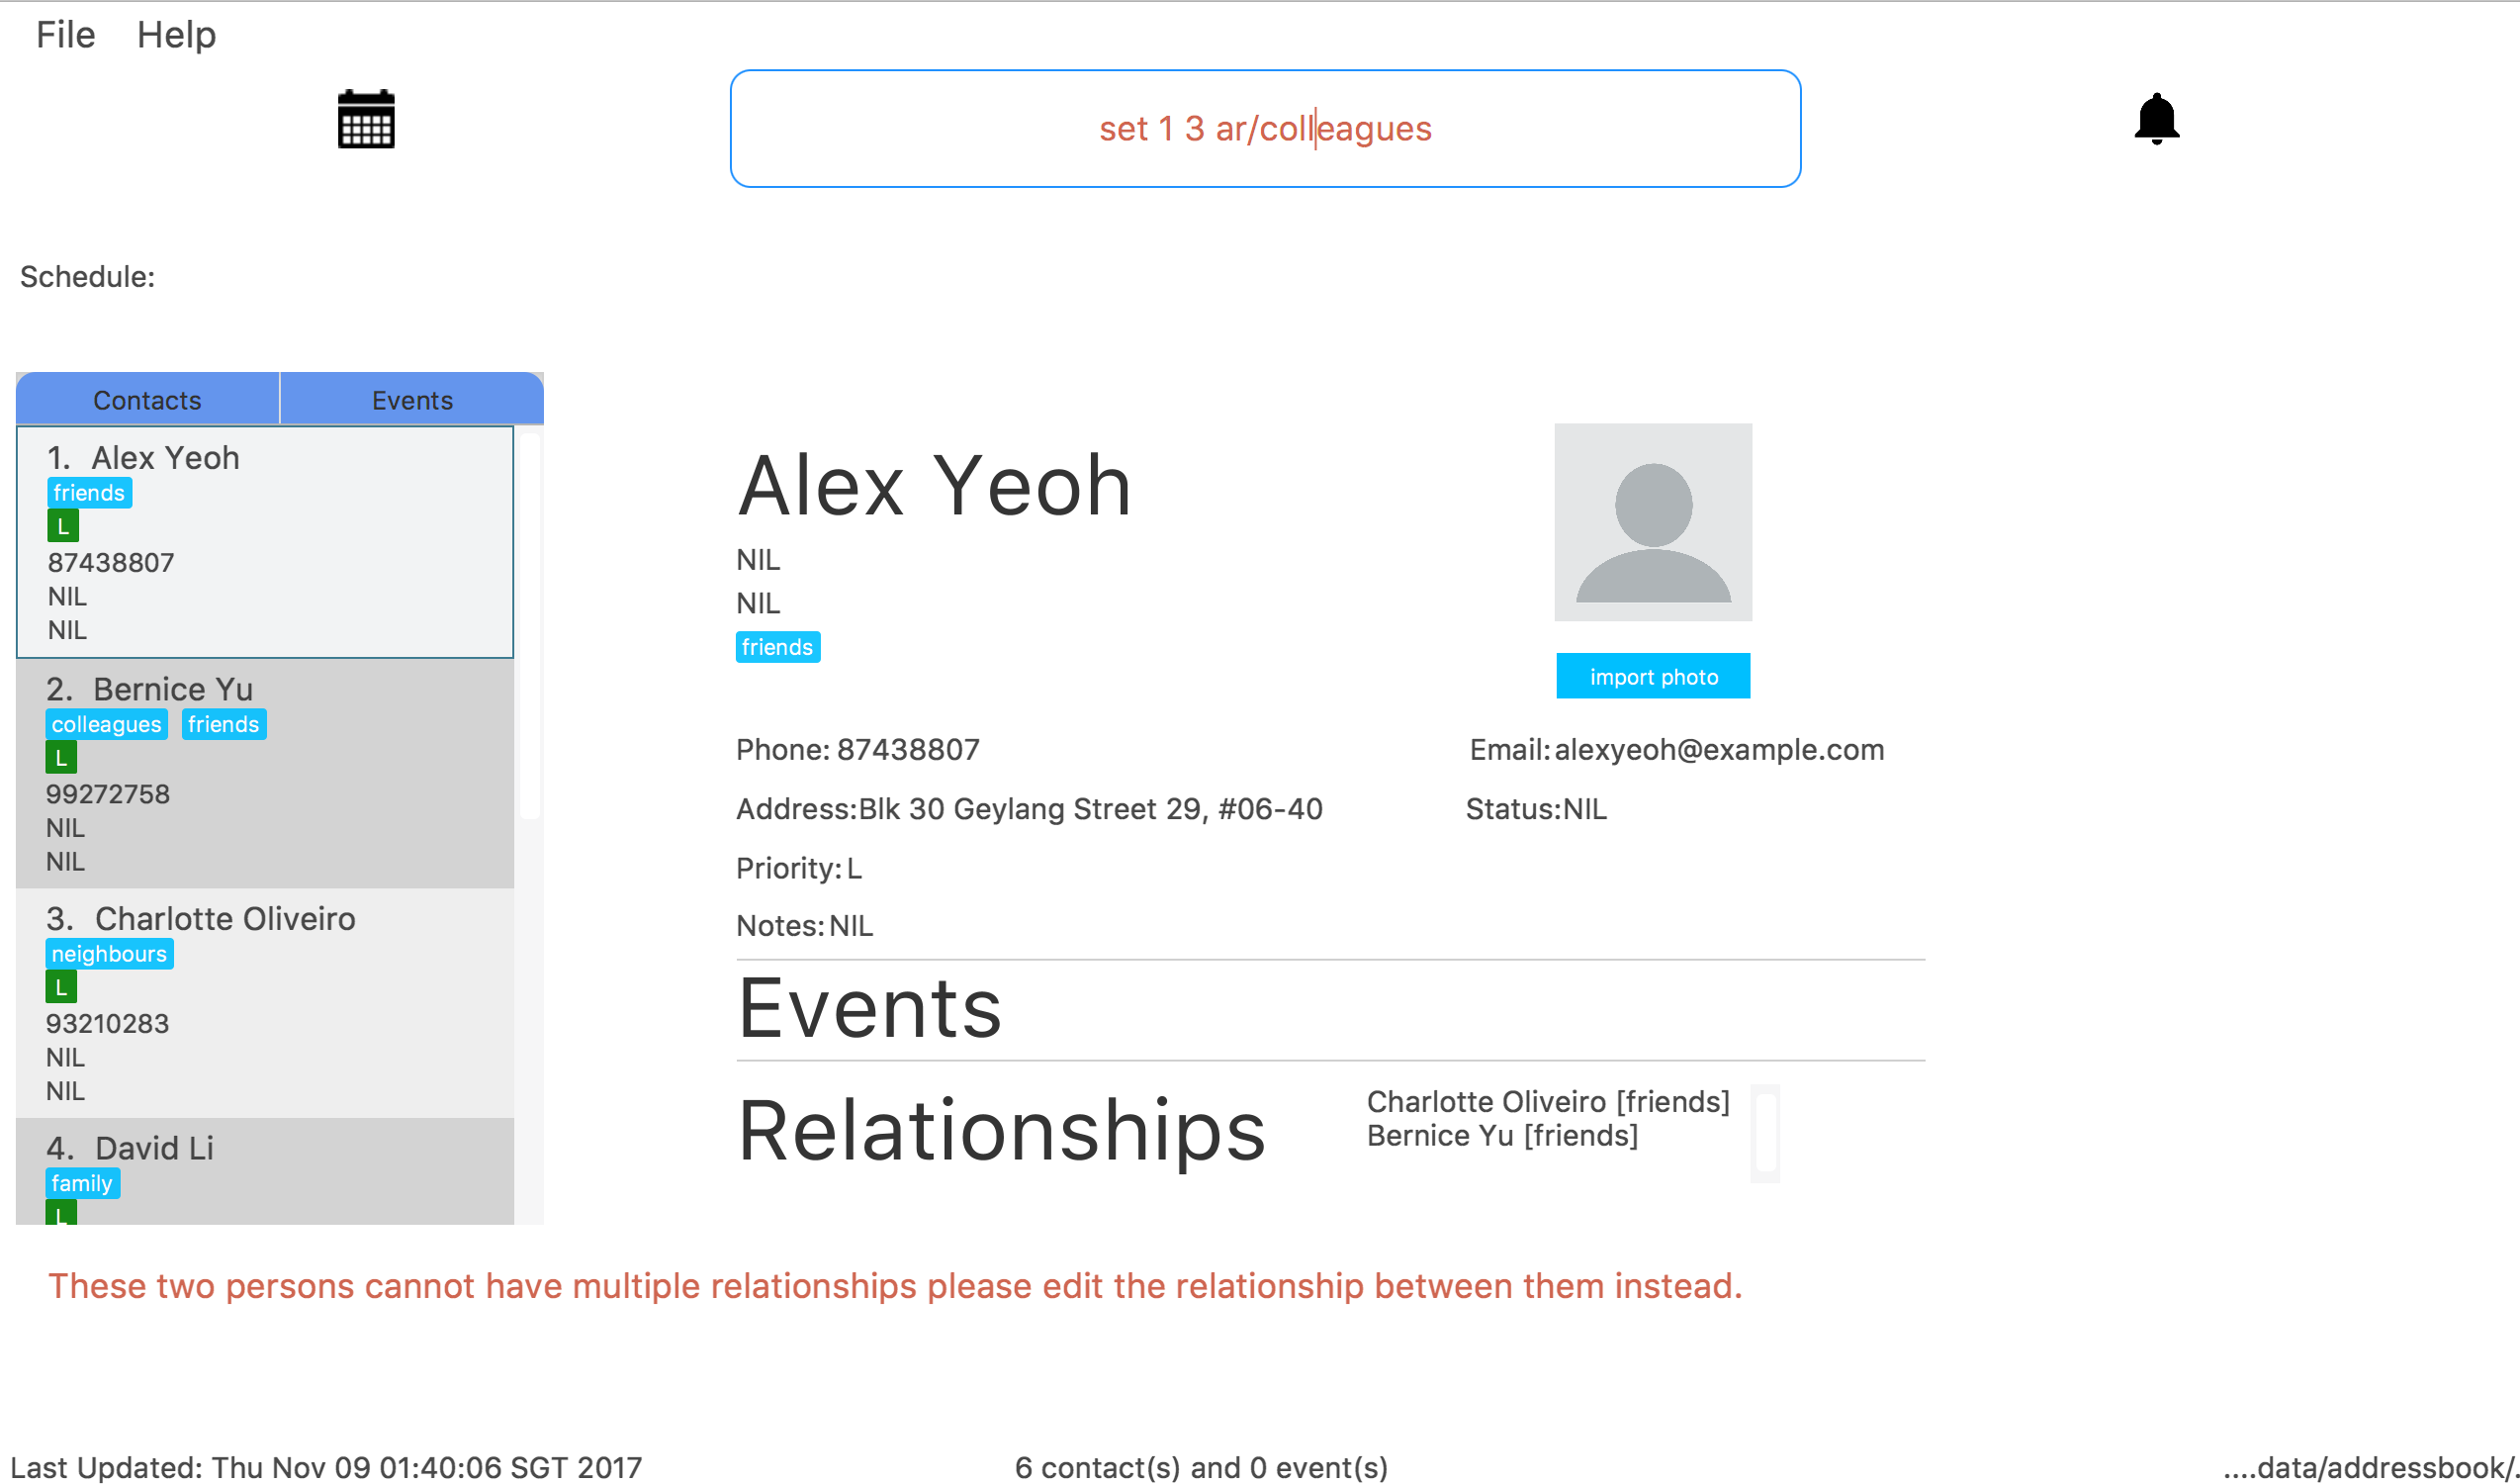 File Help
set 1 3 ar/colleagues
Schedule:
Contacts Events
1. Alex Yeoh
friends
L
87438807
NIL
NIL
2. Bernice Yu
colleagues friends
L
99272758
NIL
NIL
3. Charlotte Oliveiro
neighbours
L
93210283
NIL
NIL
4. David Li
family
L
Alex Yeoh
NIL
NIL
friends
import photo
Phone: 87438807
Email: alexyeoh@example.com
Address:Blk 30 Geylang Street 29, #06-40
Status:NIL
Priority: L
Notes: NIL
Events
Relationships
Charlotte Oliveiro [friends]
Bernice Yu [friends]
These two persons cannot have multiple relationships please edit the relationship between them instead.
Last Updated: Thu Nov 09 01:40:06 SGT 2017
6 contact(s) and 0 event(s)
....data/addressbook/.